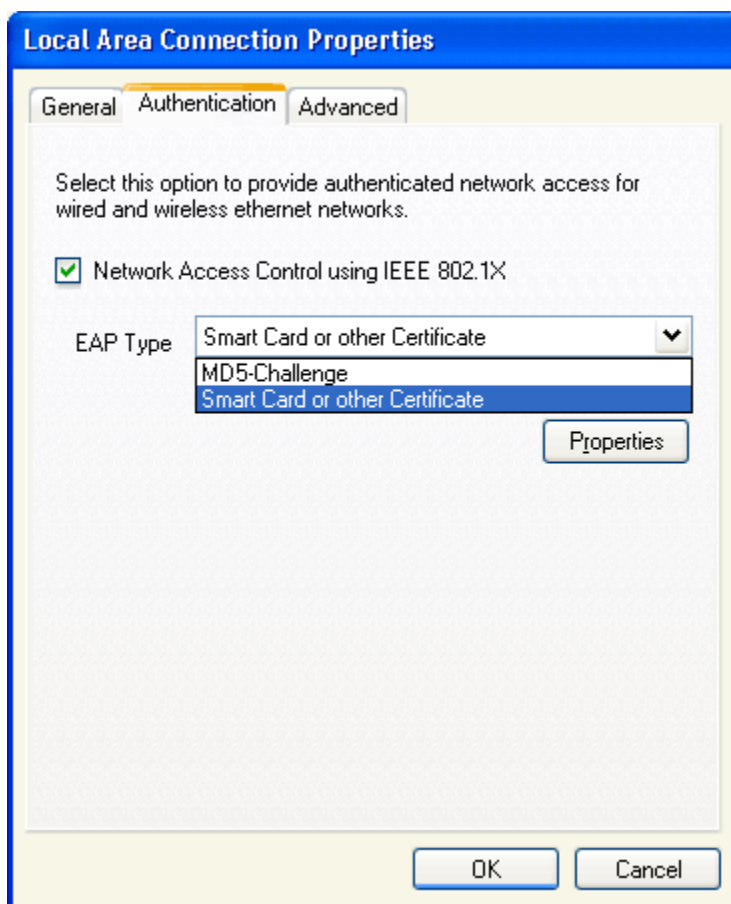 Local Area Connection Properties
General Authentication Advanced
Select this option to provide authenticated network access for
wired and wireless ethernet networks.
Network Access Control using IEEE 802.1X
EAP Type Smart Card or other Certificate
MD5-Challenge
Smart Card or other Certificate
Properties
OK Cancel